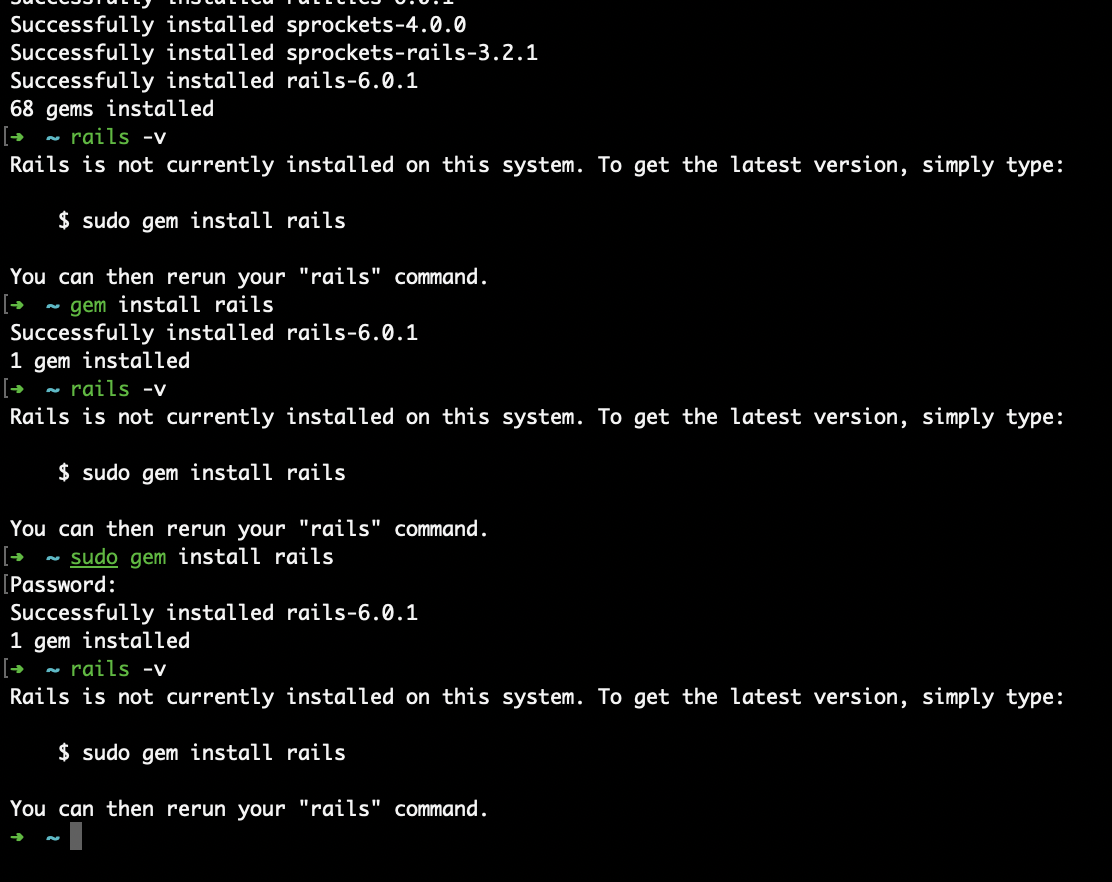 Successfully installed railties-6.0.1
Successfully installed sprockets-4.0.0
Successfully installed sprockets-rails-3.2.1
Successfully installed rails-6.0.1
68 gems installed
[➜  ~ rails -v
Rails is not currently installed on this system. To get the latest version, simply type:
$ sudo gem install rails
You can then rerun your "rails" command.
[➜  ~ gem install rails
Successfully installed rails-6.0.1
1 gem installed
[➜  ~ rails -v
Rails is not currently installed on this system. To get the latest version, simply type:
$ sudo gem install rails
You can then rerun your "rails" command.
[➜  ~ sudo gem install rails
[Password:
Successfully installed rails-6.0.1
1 gem installed
[➜  ~ rails -v
Rails is not currently installed on this system. To get the latest version, simply type:
$ sudo gem install rails
You can then rerun your "rails" command.
➜  ~